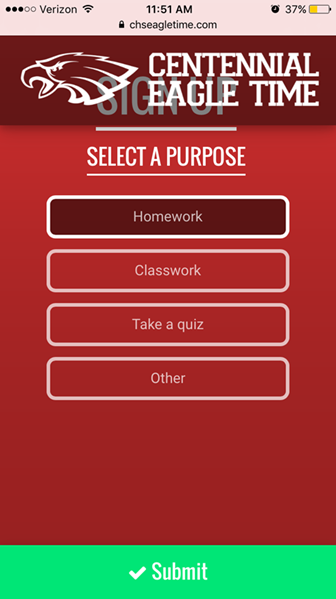 Verizon 11:51 AM 37%
chseagletime.com
CENTENNIAL
EAGLE TIME
SIGN UP
SELECT A PURPOSE
Homework
Classwork
Take a quiz
Other
Submit